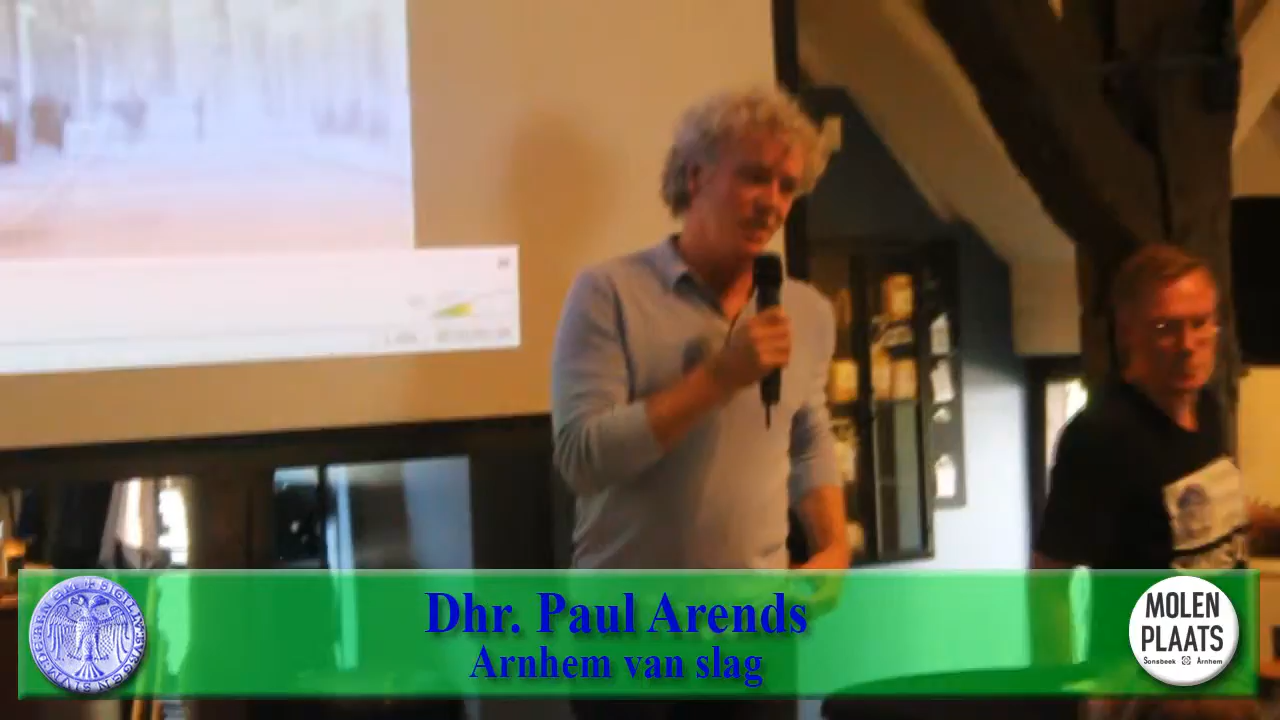 Dhr. Paul Arends
Arnhem van slag
MOLEN
PLAATS
Sonsbeek Arnhem